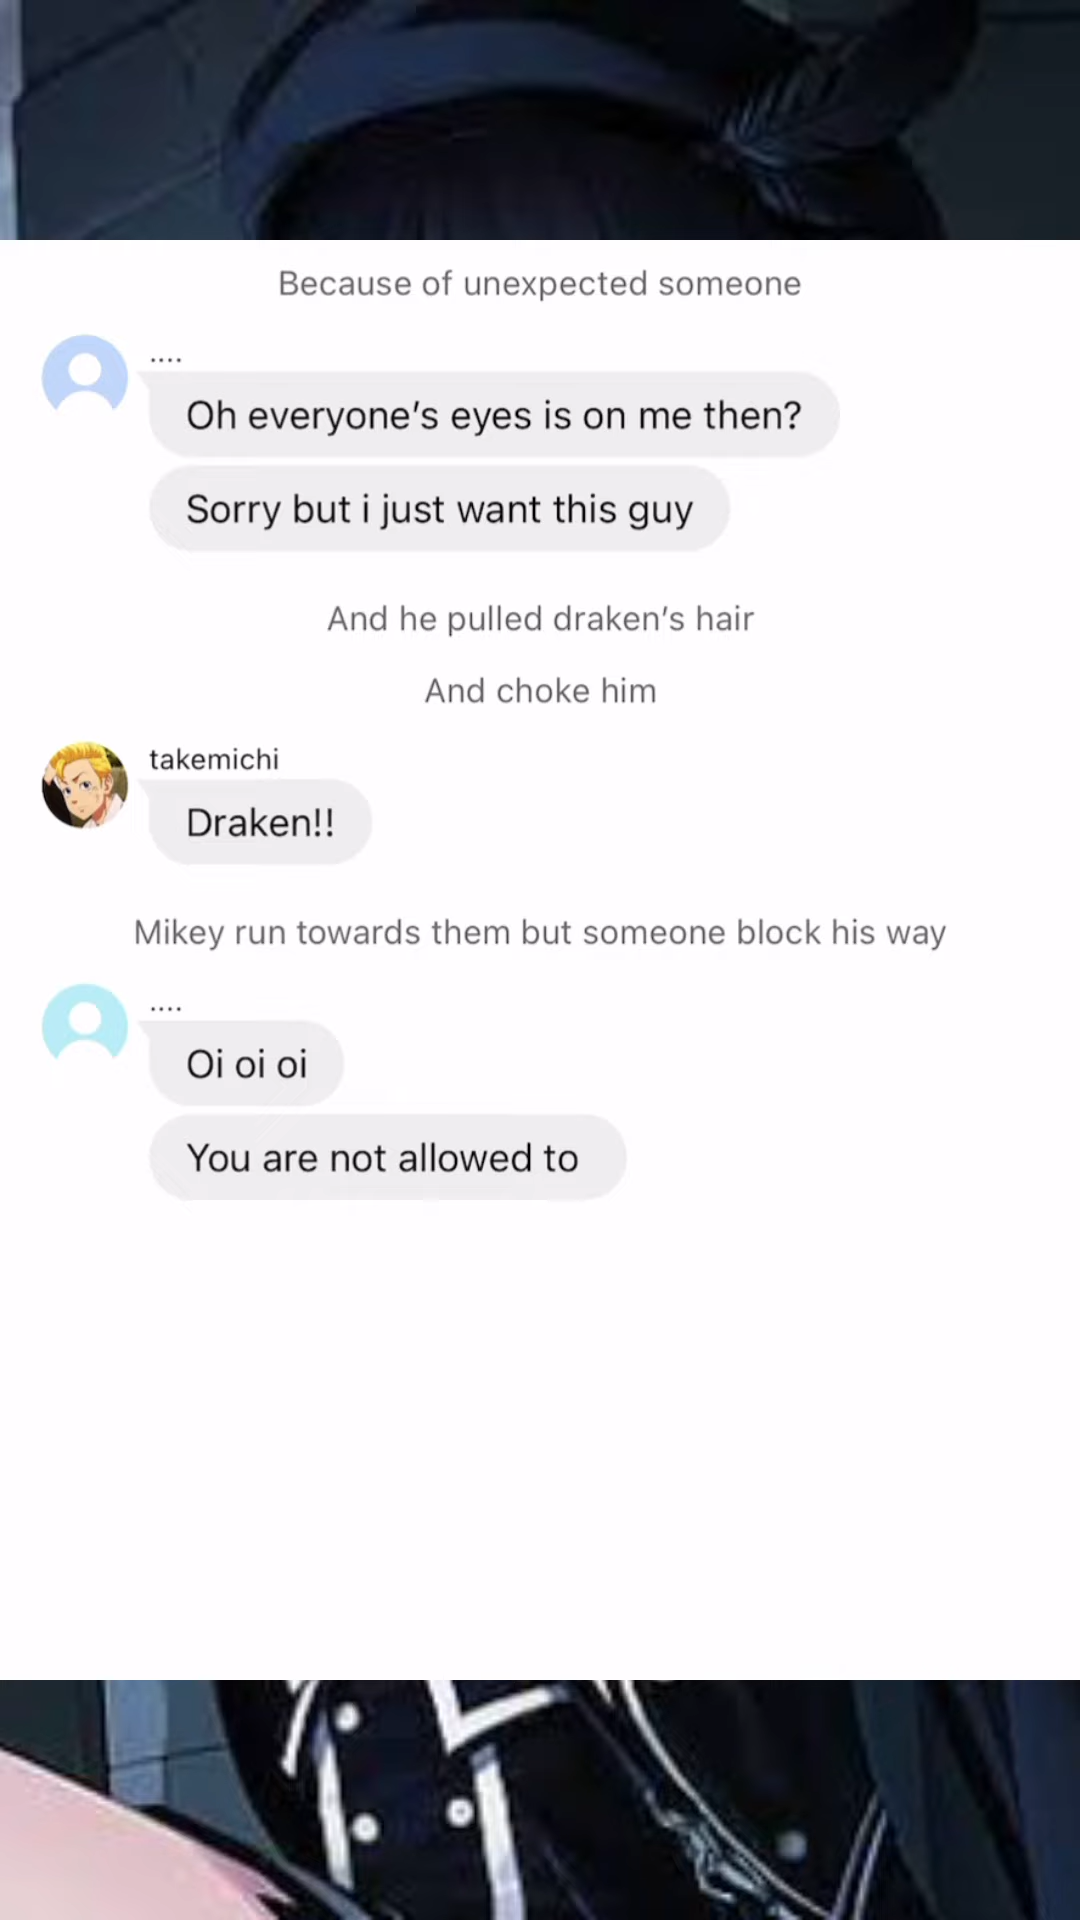 Because of unexpected someone
....
Oh everyone's eyes is on me then?
Sorry but i just want this guy
And he pulled draken's hair
And choke him
takemichi
Draken!!
Mikey run towards them but someone block his way
....
Oi oi oi
You are not allowed to